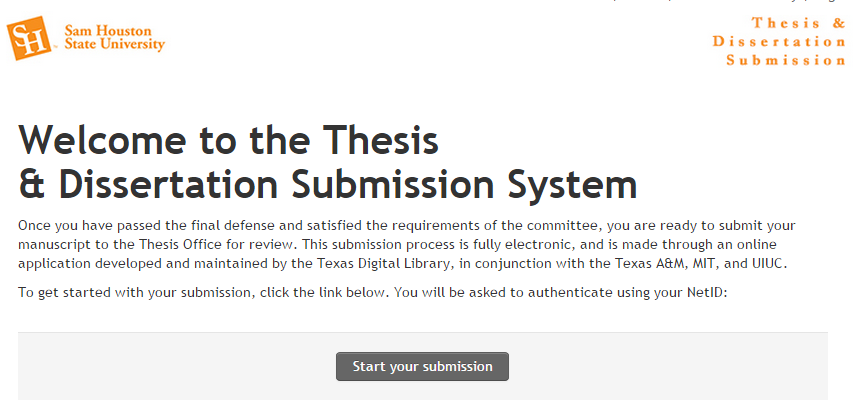 Sam Houston
State University
Thesis &
Dissertation
Submission
Welcome to the Thesis
& Dissertation Submission System
Once you have passed the final defense and satisfied the requirements of the committee, you are ready to submit your
manuscript to the Thesis Office for review. This submission process is fully electronic, and is made through an online
application developed and maintained by the Texas Digital Library, in conjunction with the Texas A&M, MIT, and UIUC.
To get started with your submission, click the link below. You will be asked to authenticate using your NetID:
Start your submission